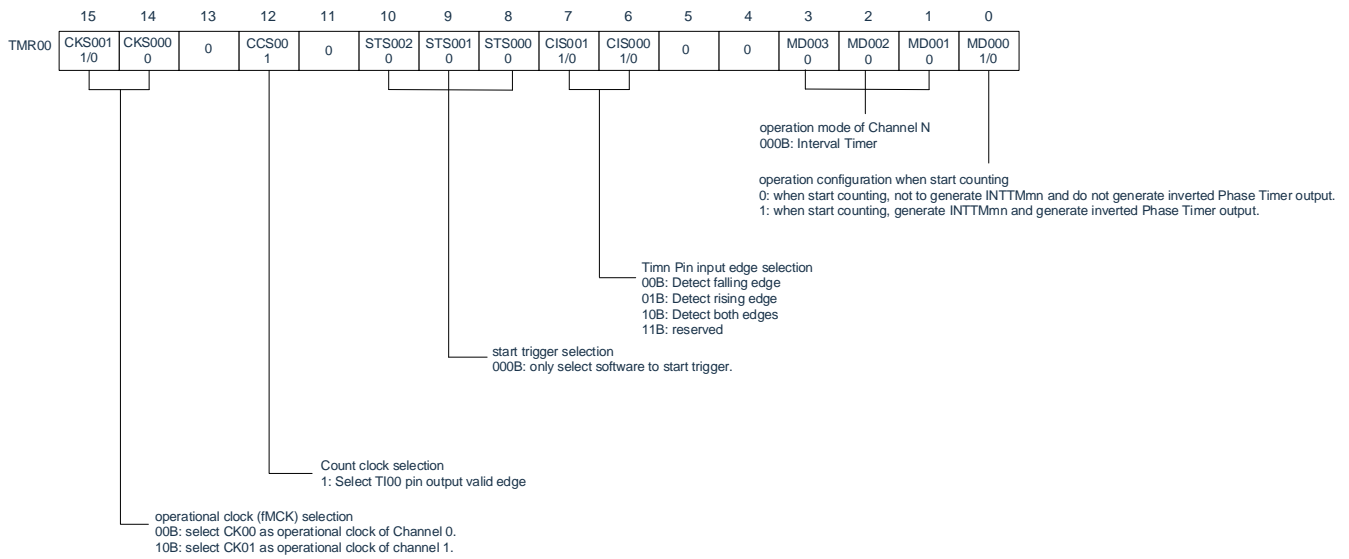 15 14 13 12 11 10 9 8 7 6 5 4 3 2 1 0
TMR00 CKS001 CKS000 0 CCS00 0 STS002 STS001 STS000 CIS001 CIS000 0 0 MD003 MD002 MD001 MD000
1/0 0 1 0 0 0 1/0 1/0 0 0 0 1/0
operation mode of Channel N
000B: Interval Timer
operation configuration when start counting
0: when start counting, not to generate INTTMmn and do not generate inverted Phase Timer output.
1: when start counting, generate INTTMmn and generate inverted Phase Timer output.
Timn Pin input edge selection
00B: Detect falling edge
01B: Detect rising edge
10B: Detect both edges
11B: reserved
start trigger selection
000B: only select software to start trigger.
Count clock selection
1: Select TI00 pin output valid edge
operational clock (fMCK) selection
00B: select CK00 as operational clock of Channel 0.
10B: select CK01 as operational clock of channel 1.